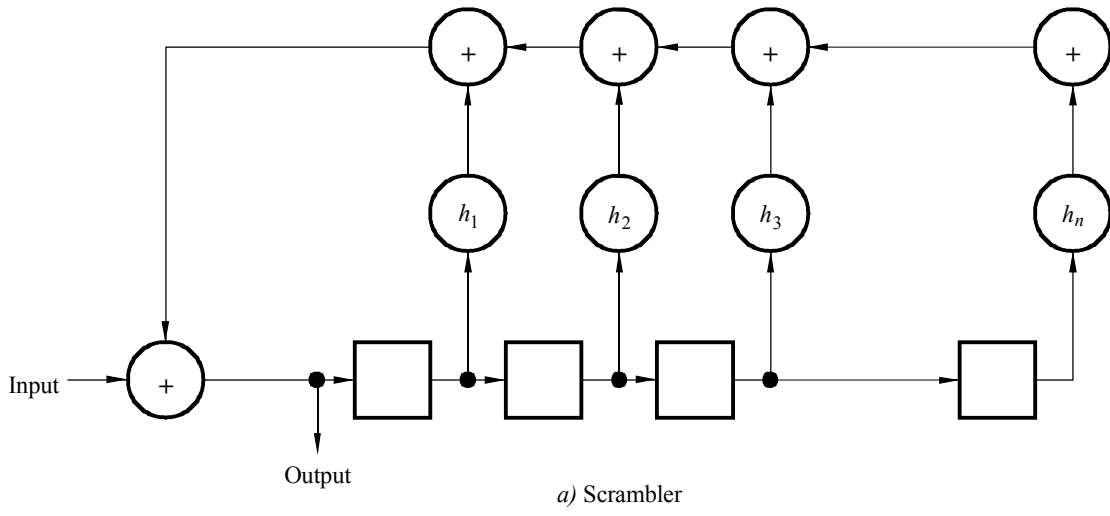 + + + +
h1 h2 h3 hn
Input +
Output
a) Scrambler